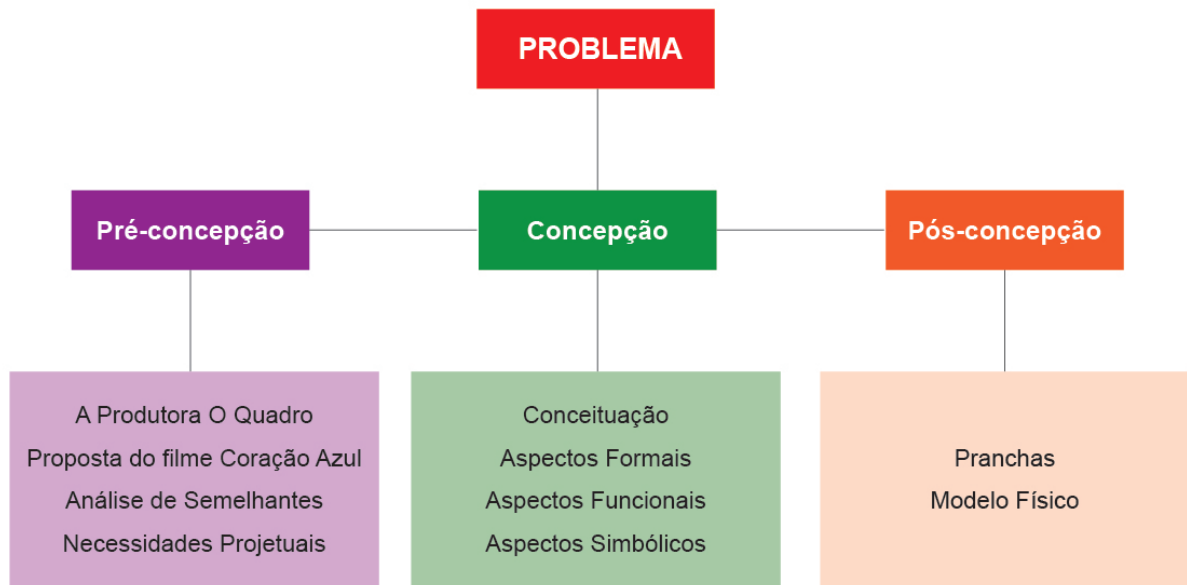 PROBLEMA
Pré-concepção
Concepção
Pós-concepção
A Produtora O Quadro
Proposta do filme Coração Azul
Análise de Semelhantes
Necessidades Projetuais
Conceituação
Aspectos Formais
Aspectos Funcionais
Aspectos Simbólicos
Pranchas
Modelo Físico